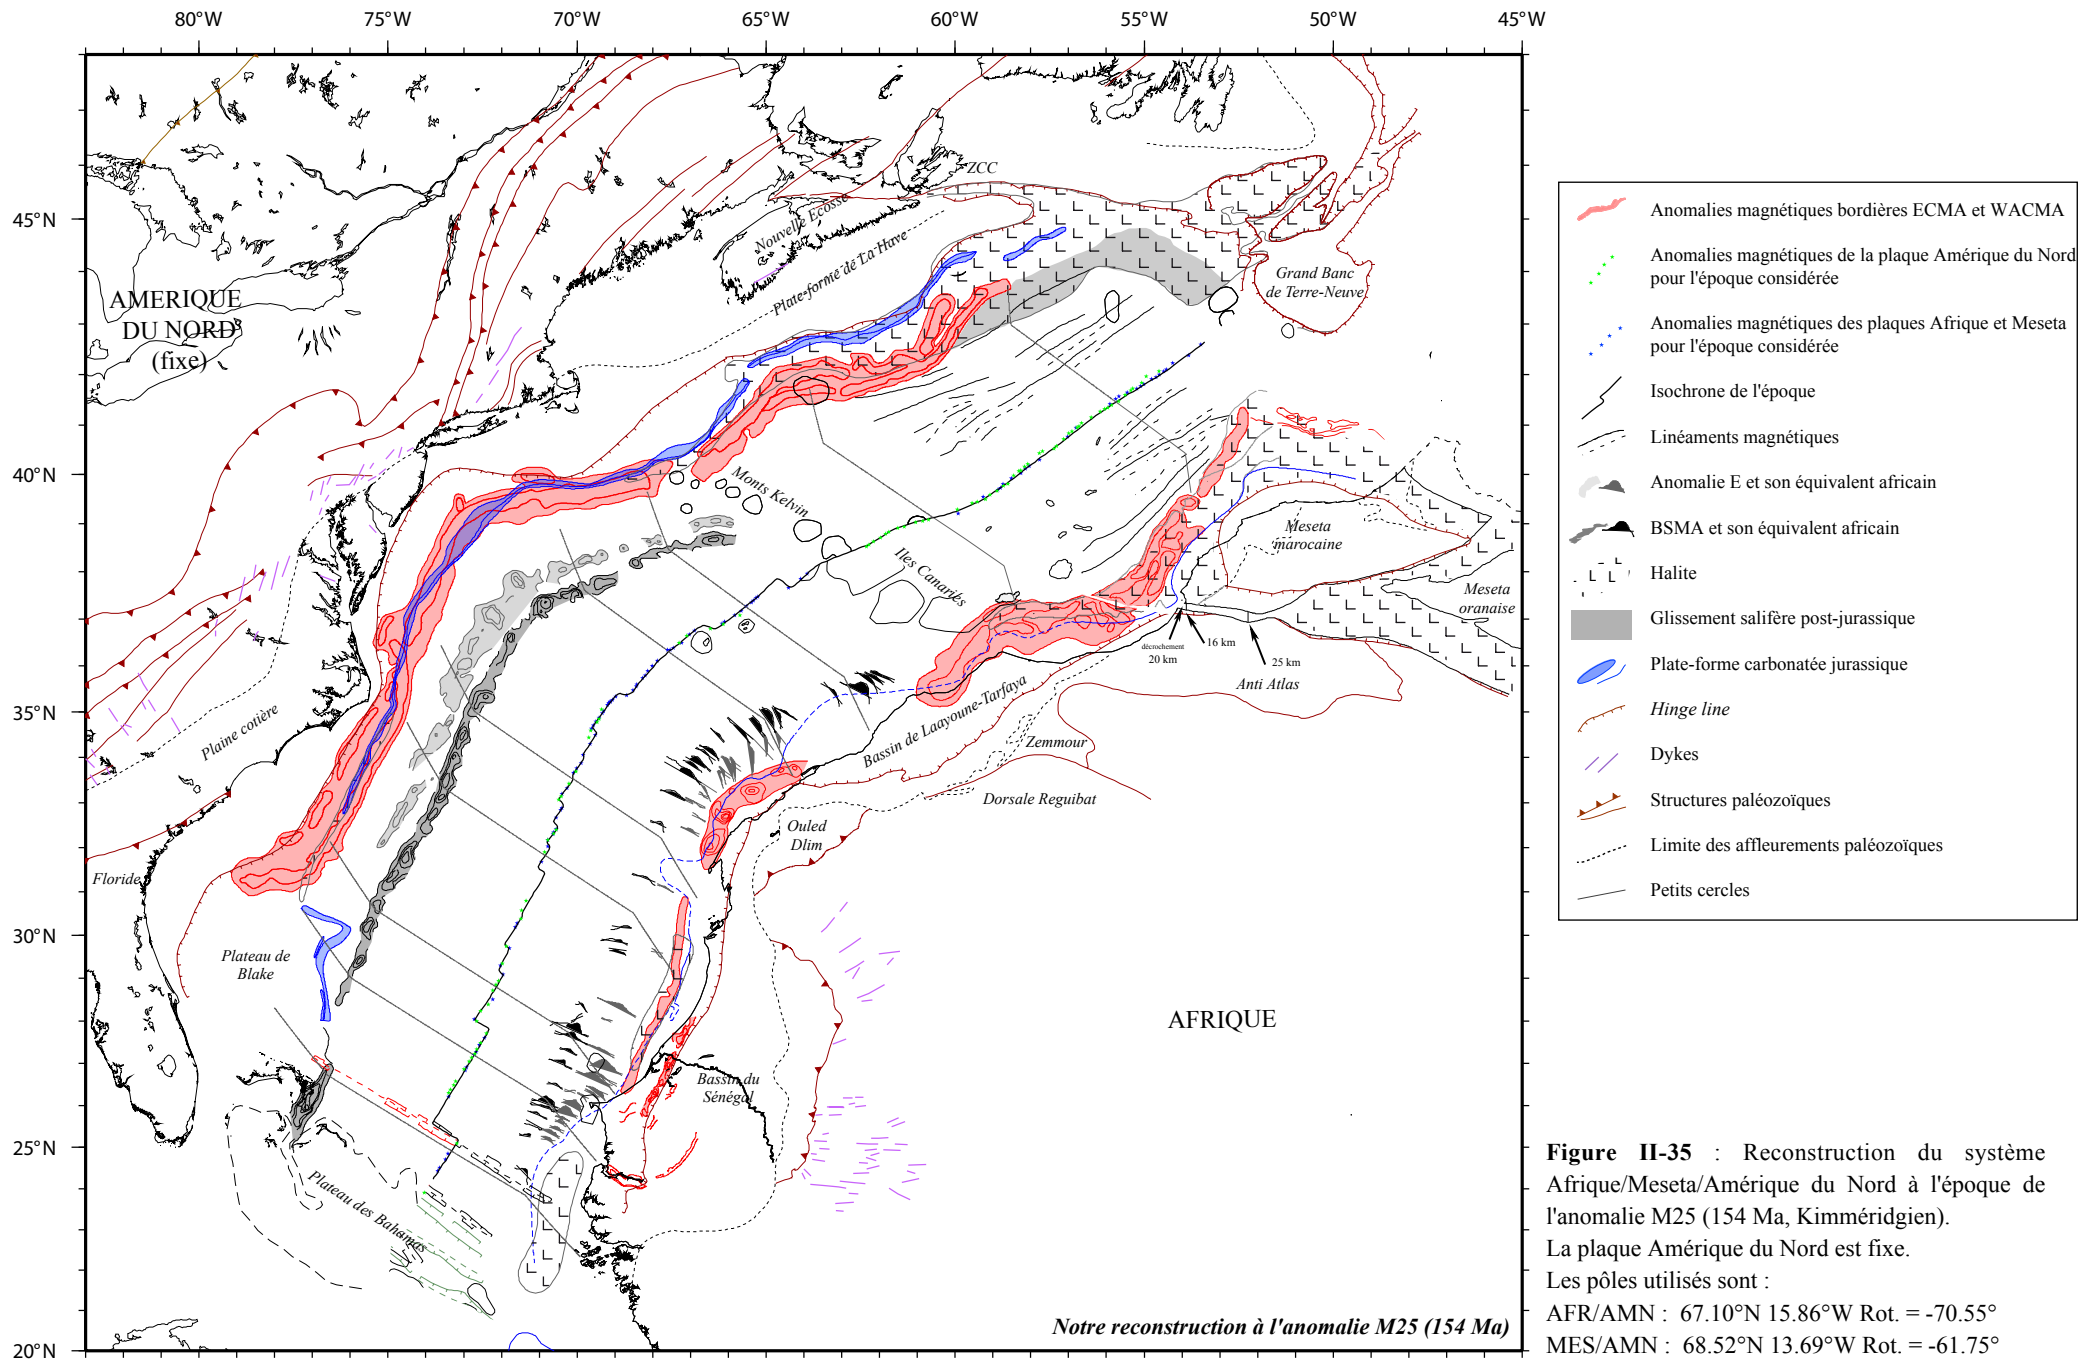 80°W 75°W 70°W 65°W 60°W 55°W 50°W 45°W
45°N
40°N
35°N
30°N
25°N
20°N
AMERIQUE
DU NORD
(fixe)
ZCC
Nouvelle Ecosse
Plate-forme de La Have
Grand Banc
de Terre-Neuve
Monts Kelvin
Iles Canaries
Meseta
marocaine
Meseta
oranaise
décrochement
20 km
16 km
25 km
Anti Atlas
Bassin de Laayoune-Tarfaya
Zemmour
Dorsale Reguibat
Ouled
Dlim
Plaine cotière
Floride
Plateau de
Blake
AFRIQUE
Bassin du
Sénégal
Plateau des Bahamas
Notre reconstruction à l'anomalie M25 (154 Ma)
Anomalies magnétiques bordières ECMA et WACMA
Anomalies magnétiques de la plaque Amérique du Nord
pour l'époque considérée
Anomalies magnétiques des plaques Afrique et Meseta
pour l'époque considérée
Isochrone de l'époque
Linéaments magnétiques
Anomalie E et son équivalent africain
BSMA et son équivalent africain
Halite
Glissement salifère post-jurassique
Plate-forme carbonatée jurassique
Hinge line
Dykes
Structures paléozoïques
Limite des affleurements paléozoïques
Petits cercles
Figure II-35 : Reconstruction du système
Afrique/Meseta/Amérique du Nord à l'époque de
l'anomalie M25 (154 Ma, Kimméridgien).
La plaque Amérique du Nord est fixe.
Les pôles utilisés sont :
AFR/AMN : 67.10°N 15.86°W Rot. = -70.55°
MES/AMN : 68.52°N 13.69°W Rot. = -61.75°